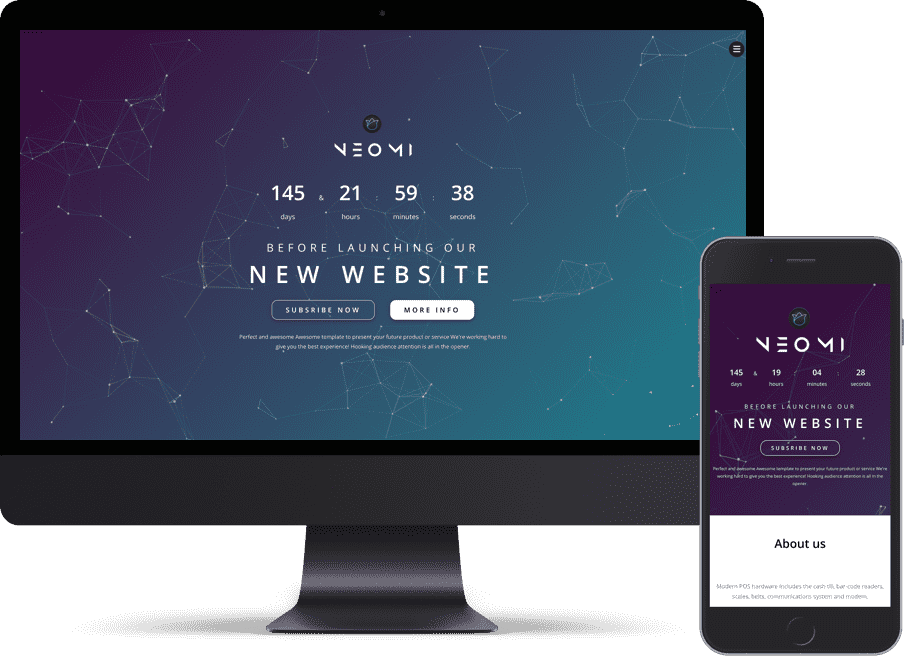 NEOMI
145 & 21 : 59 : 38
days hours minutes seconds
BEFORE LAUNCHING OUR
NEW WEBSITE
SUBSRIBE NOW MORE INFO
Perfect and awesome Awesome template to present your future product or service We're working hard to
give you the best experience! Hooking audience attention is all in the opener.
NEOMI
145 & 19 : 04 : 28
days hours minutes seconds
BEFORE LAUNCHING OUR
NEW WEBSITE
SUBSRIBE NOW
Perfect and awesome Awesome template to present your future product or service We're
working hard to give you the best experience! Hooking audience attention is all in the
opener.
About us
Modern POS hardware includes the cash till, bar-code readers,
scales, belts, communications system and modem.